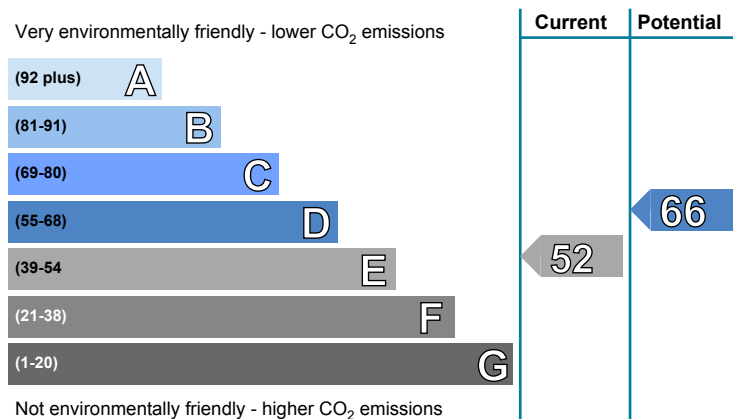 Current Potential
Very environmentally friendly - lower CO₂ emissions
(92 plus) A
(81-91) B
(69-80) C
(55-68) D
66
(39-54 E
52
(21-38) F
(1-20) G
Not environmentally friendly - higher CO₂ emissions